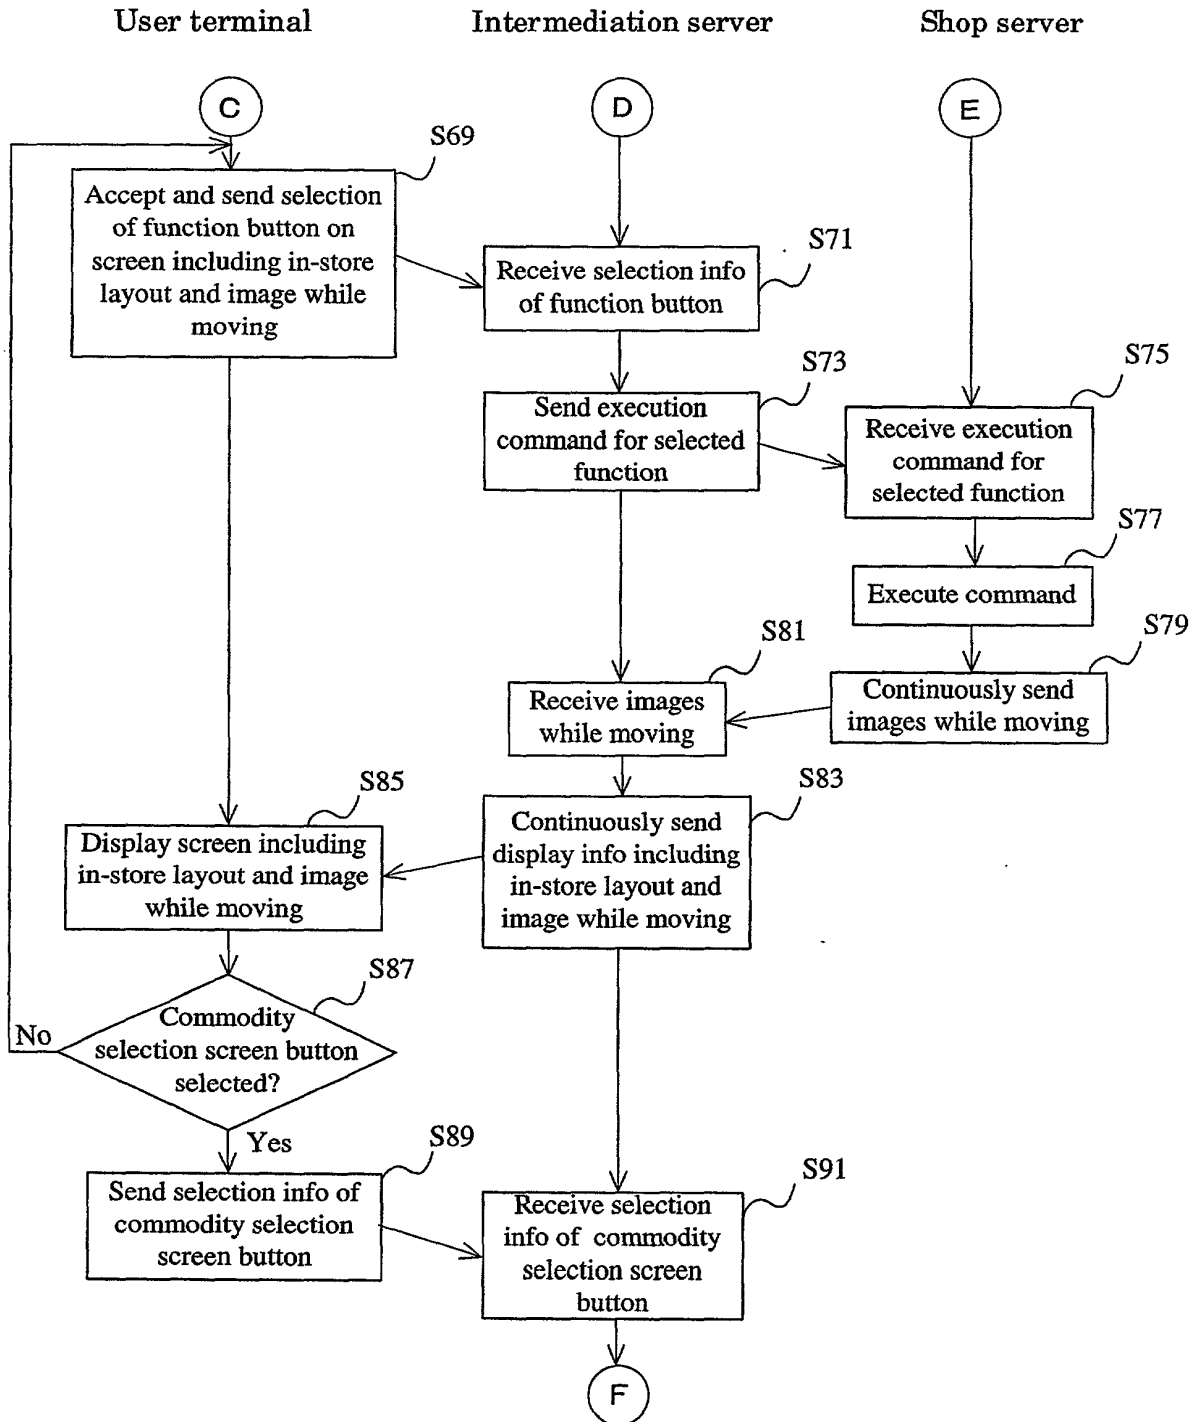 User terminal
Intermediation server
Shop server
C
D
E
S69
Accept and send selection
of function button on
screen including in-store
layout and image while
moving
S71
Receive selection info
of function button
S73
Send execution
command for selected
function
S75
Receive execution
command for
selected function
S77
Execute command
S79
Continuously send
images while moving
S81
Receive images
while moving
S83
Continuously send
display info including
in-store layout and
image while moving
S85
Display screen including
in-store layout and image
while moving
S87
Commodity
selection screen button
selected?
No
Yes
S89
Send selection info of
commodity selection
screen button
S91
Receive selection
info of commodity
selection screen
button
F